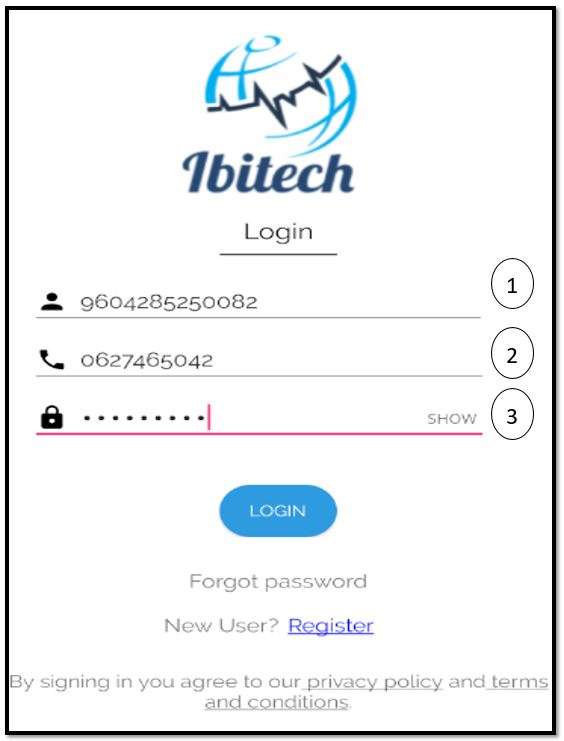 Ibitech
Login
9604285250082
1
0627465042
2
••••••••• SHOW
3
LOGIN
Forgot password
New User? Register
By signing in you agree to our privacy policy and terms
and conditions.